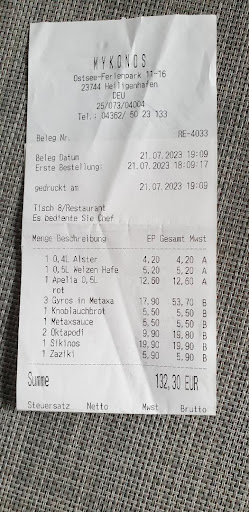 MYKONOS
Ostsee-Ferienpark 11-16
23744 Heiligenhafen
DEU
25/073/04004
Tel.: 04362/ 50 23 133
Beleg Nr. RE-4033
Beleg Datum 21.07.2023 19:09
Erste Bestellung: 21.07.2023 18:09:17
gedruckt am 21.07.2023 19:09
Tisch 8/Restaurant
Es bediente Sie Chef
Menge Beschreibung EP Gesamt Mwst
1 0,4L Alster 4,20 4,20 A
1 0,5L Weizen Hefe 5,20 5,20 A
1 Apelia 0,5L 12,60 12,60 A
rot
3 Gyros in Metaxa 17,90 53,70 B
1 Knoblauchbrot 5,50 5,50 B
1 Metaxsauce 5,50 5,50 B
2 Oktapodi 9,90 19,80 B
1 Sikinos 19,90 19,90 B
1 Zaziki 5,90 5,90 B
Summe 132,30 EUR
Steuersatz Netto Mwst Brutto